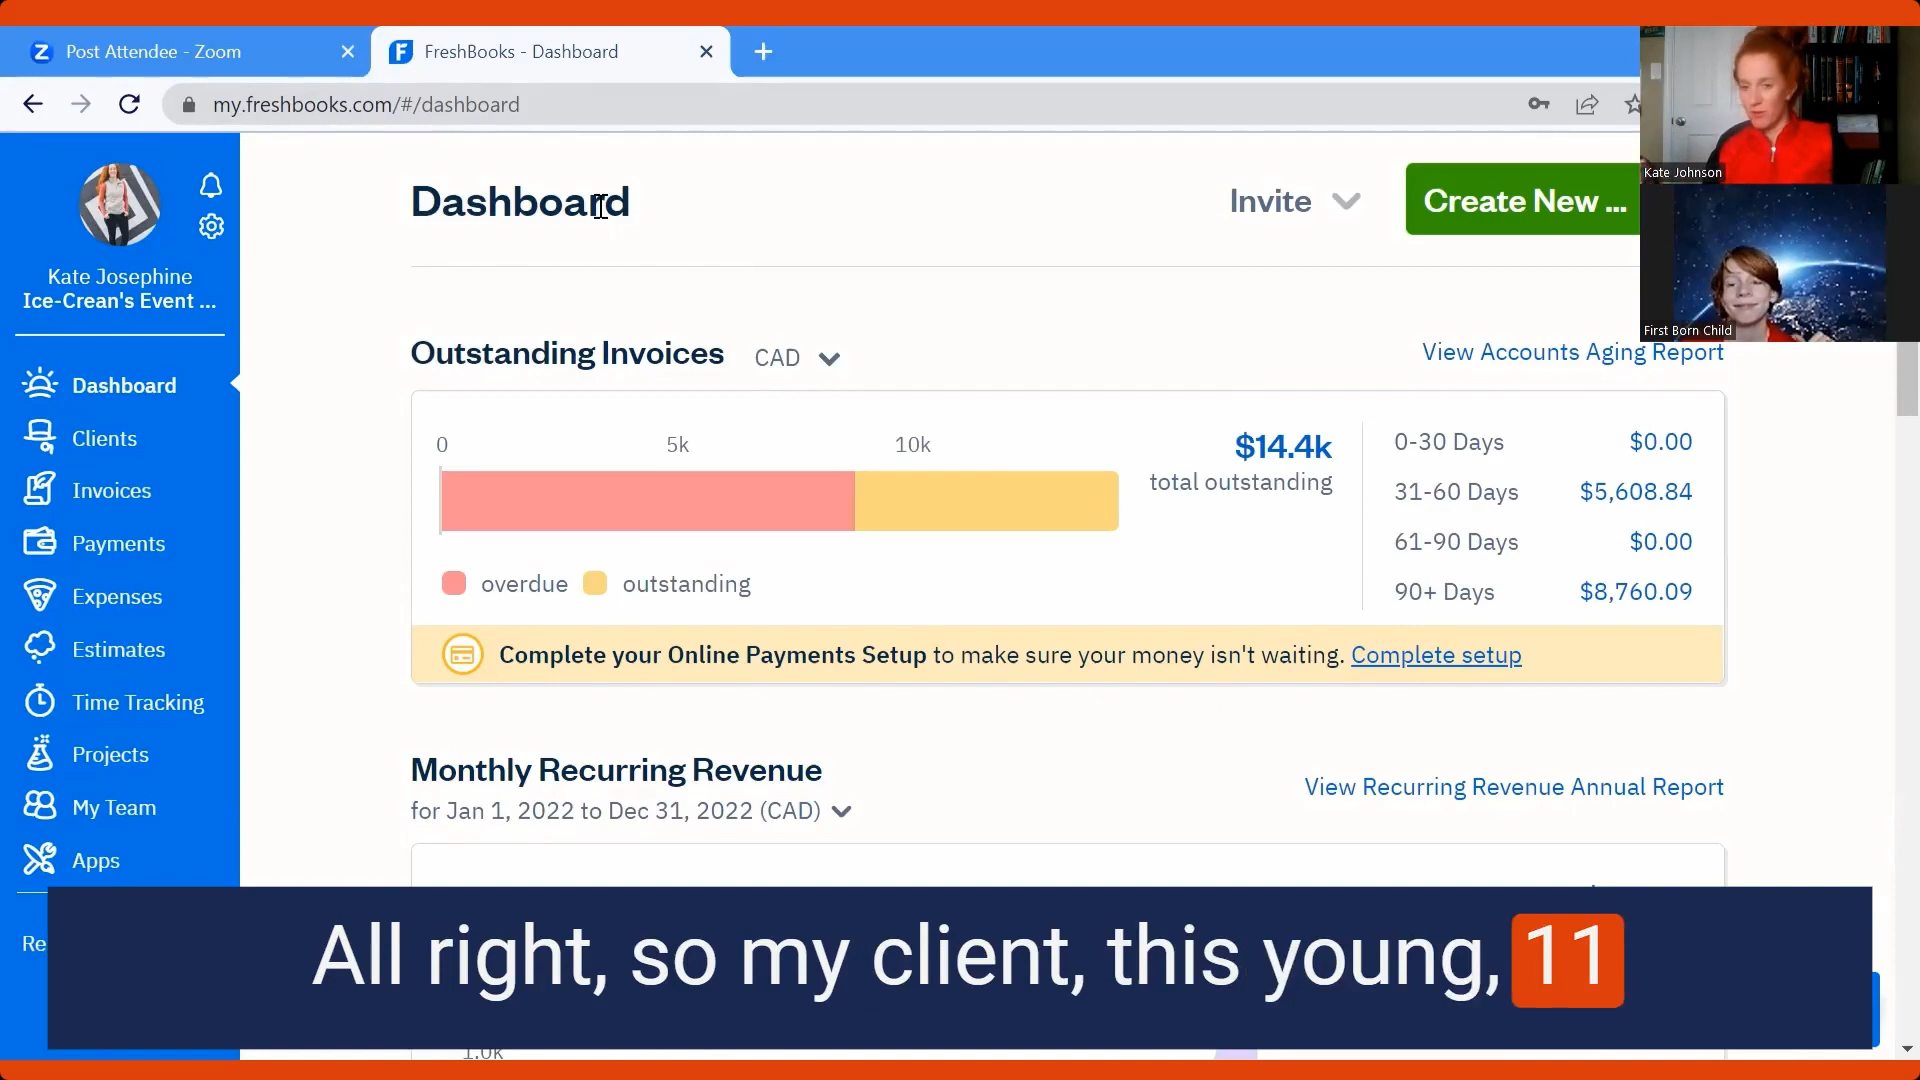 Post Attendee - Zoom
FreshBooks - Dashboard
my.freshbooks.com/#/dashboard
Kate Johnson
First Born Child
Kate Josephine
Ice-Crean's Event ...
Dashboard
Clients
Invoices
Payments
Expenses
Estimates
Time Tracking
Projects
My Team
Apps
Re
Dashboard
Invite
Create New ...
Outstanding Invoices CAD
View Accounts Aging Report
0 5k 10k
$14.4k
total outstanding
overdue outstanding
0-30 Days $0.00
31-60 Days $5,608.84
61-90 Days $0.00
90+ Days $8,760.09
Complete your Online Payments Setup to make sure your money isn't waiting. Complete setup
Monthly Recurring Revenue
for Jan 1, 2022 to Dec 31, 2022 (CAD)
View Recurring Revenue Annual Report
1.0k
All right, so my client, this young, 11